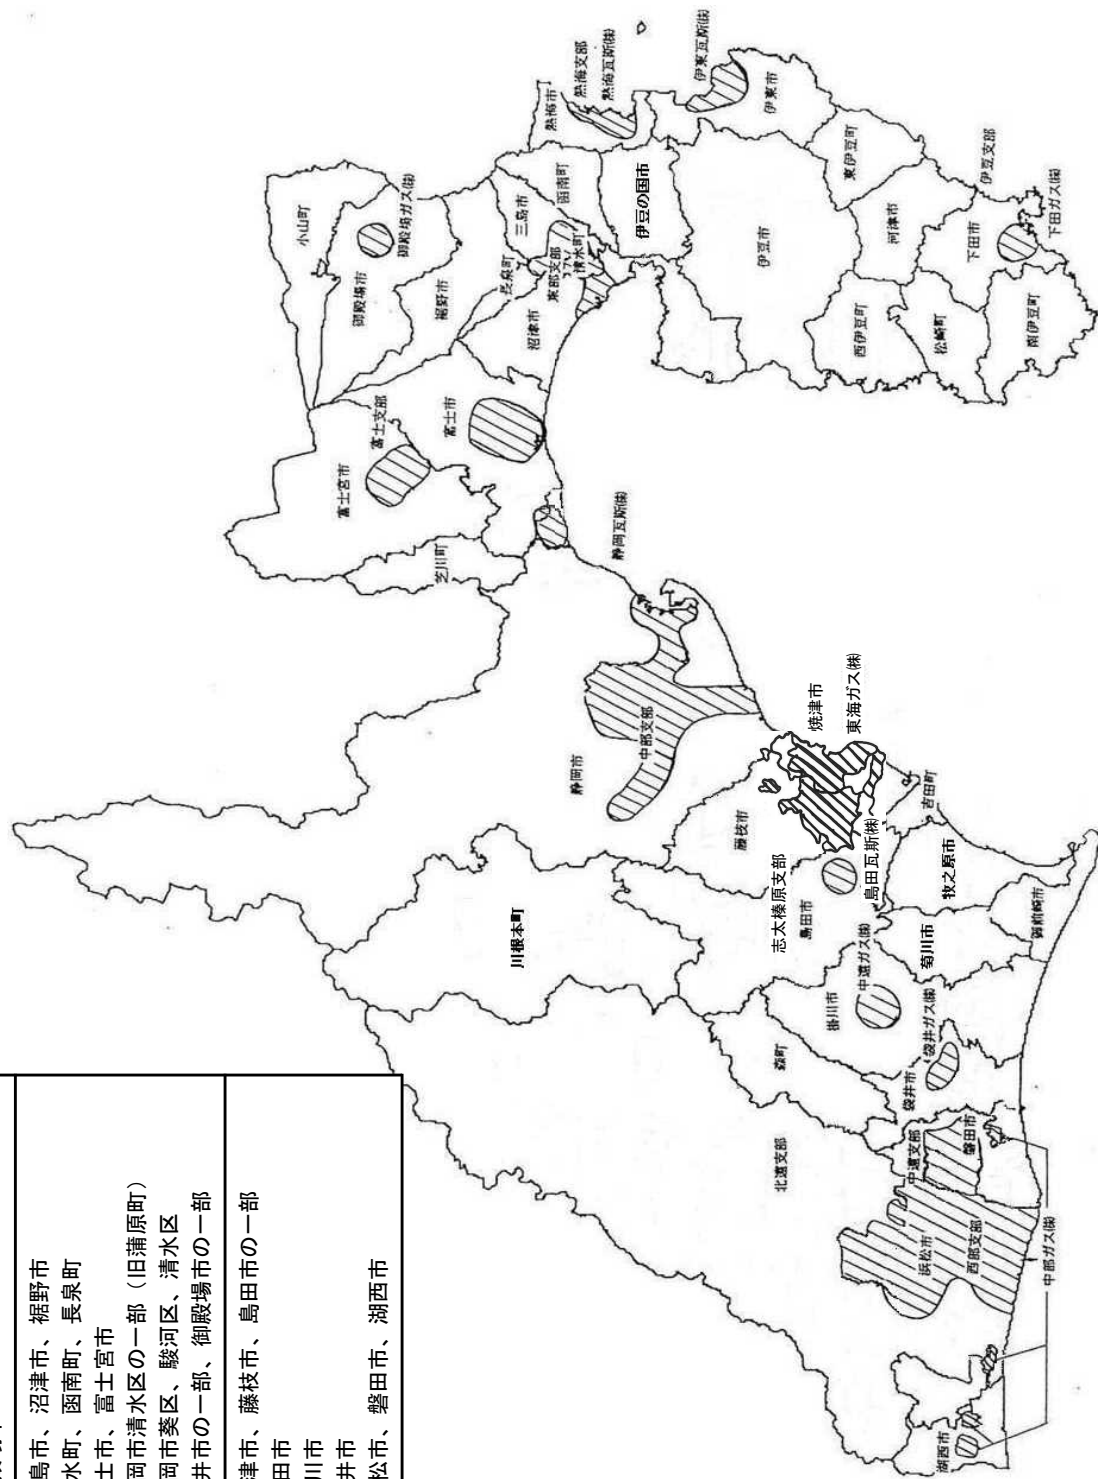 島市、沼津市、裾野市
水町、函南町、長泉町
士市、富士宮市
岡市清水区の一部（旧蒲原町）
岡市葵区、駿河区、清水区
井市の一部、御殿場市の一部
津市、藤枝市、島田市の一部
田市
川市
井市
松市、磐田市、湖西市
小山町
御殿場市
御殿場ガス㈱
裾野市
長泉町
三島市
函南町
熱海市
熱海支部
熱海瓦斯㈱
伊東瓦斯㈱
伊東市
東部支部
清水町
沼津市
伊豆の国市
伊豆市
東伊豆町
伊豆支部
河津市
下田市
下田ガス㈱
西伊豆町
松崎町
南伊豆町
富士宮市
富士支部
富士市
芝川町
静岡瓦斯㈱
静岡市
中部支部
焼津市
東海ガス㈱
藤枝市
志太榛原支部
島田市
島田瓦斯㈱
吉田町
牧之原市
御前崎市
菊川市
川根本町
掛川市
中遠ガス㈱
森町
袋井市
袋井ガス㈱
北遠支部
中遠支部
磐田市
浜松市
西部支部
中部ガス㈱
湖西市